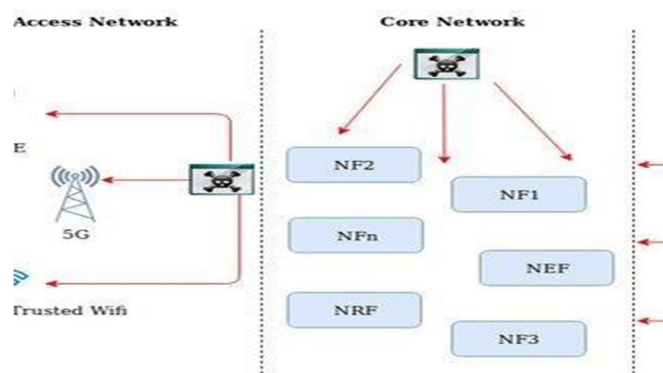 Access Network
Core Network
E
5G
Trusted Wifi
NF2
NF1
NFn
NEF
NRF
NF3